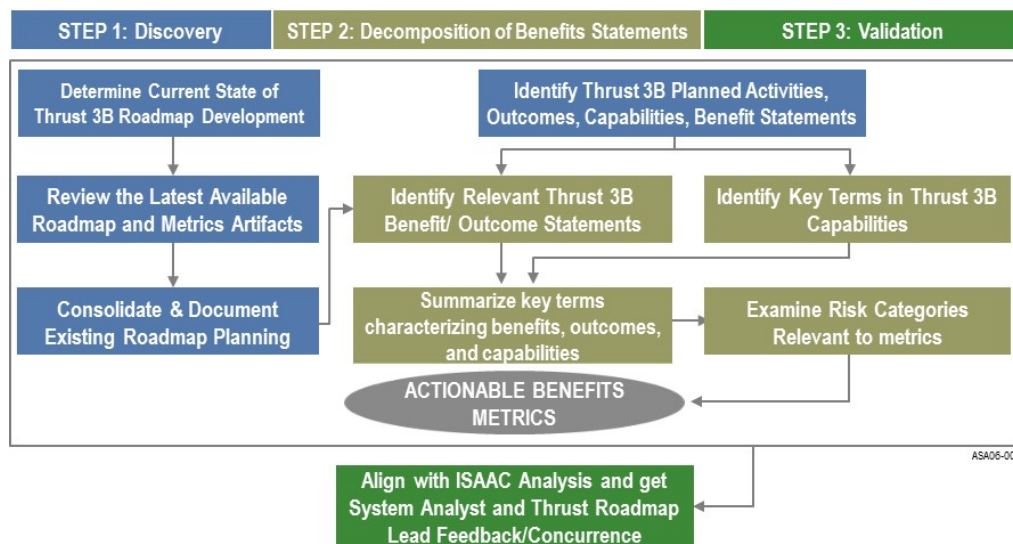 STEP 1: Discovery
STEP 2: Decomposition of Benefits Statements
STEP 3: Validation
Determine Current State of
Thrust 3B Roadmap Development
Identify Thrust 3B Planned Activities,
Outcomes, Capabilities, Benefit Statements
Review the Latest Available
Roadmap and Metrics Artifacts
Identify Relevant Thrust 3B
Benefit/ Outcome Statements
Identify Key Terms in Thrust 3B
Capabilities
Consolidate & Document
Existing Roadmap Planning
Summarize key terms
characterizing benefits, outcomes,
and capabilities
Examine Risk Categories
Relevant to metrics
ACTIONABLE BENEFITS
METRICS
ASA06-00
Align with ISAAC Analysis and get
System Analyst and Thrust Roadmap
Lead Feedback/Concurrence